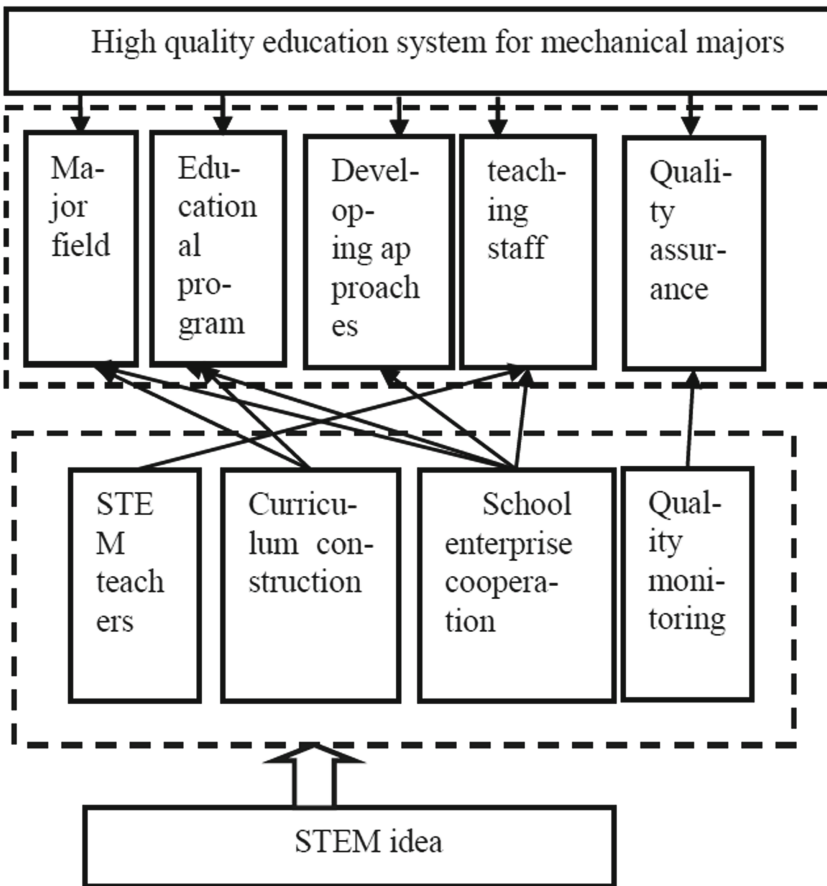 High quality education system for mechanical majors
Ma-
jor
field
Edu-
cation
al
pro-
gram
Devel-
op-
ing ap
proach
es
teach-
ing
staff
Quali-
ty
assur-
ance
STE
M
teach
ers
Curricu-
lum con-
struction
School
enterprise
coopera-
tion
Qual-
ity
moni-
toring
STEM idea